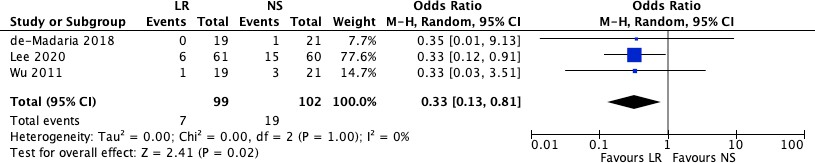 LR NS Odds Ratio Odds Ratio
Study or Subgroup Events Total Events Total Weight M-H, Random, 95% CI M-H, Random, 95% CI
de-Madaria 2018 0 19 1 21 7.7% 0.35 [0.01, 9.13]
Lee 2020 6 61 15 60 77.6% 0.33 [0.12, 0.91]
Wu 2011 1 19 3 21 14.7% 0.33 [0.03, 3.51]
Total (95% CI) 99 102 100.0% 0.33 [0.13, 0.81]
Total events 7 19
Heterogeneity: Tau² = 0.00; Chi² = 0.00, df = 2 (P = 1.00); I² = 0%
Test for overall effect: Z = 2.41 (P = 0.02)
0.01 0.1 1 10 100
Favours LR Favours NS